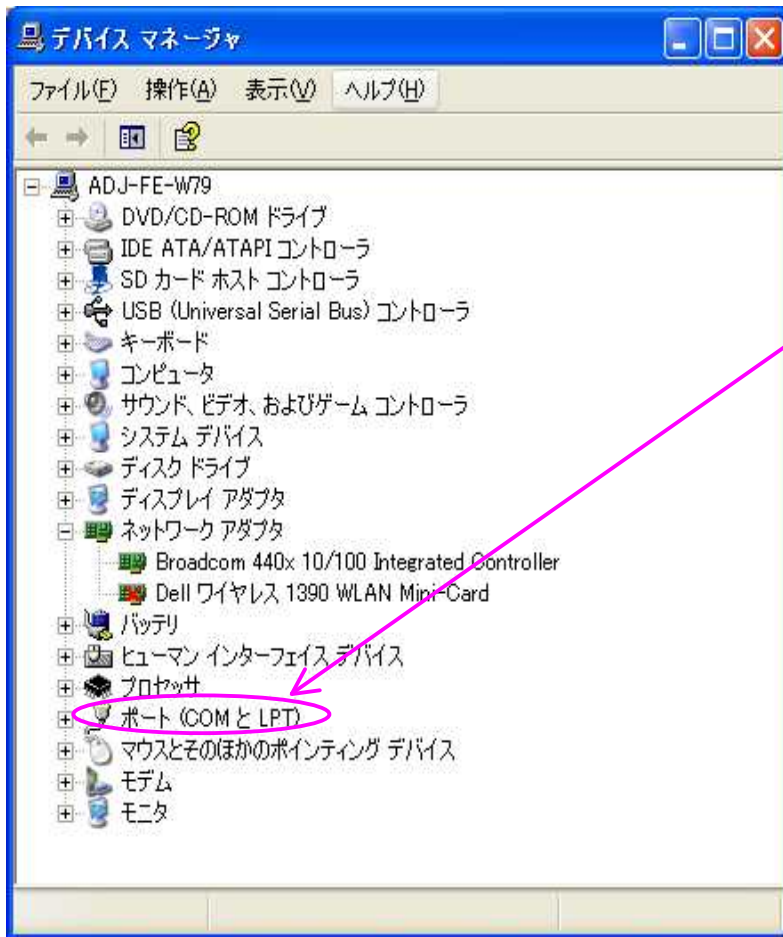 デバイス マネージャ
ファイル(F) 操作(A) 表示(V) ヘルプ(H)
ADJ-FE-W79
DVD/CD-ROM ドライブ
IDE ATA/ATAPI コントローラ
SD カード ホスト コントローラ
USB (Universal Serial Bus) コントローラ
キーボード
コンピュータ
サウンド、ビデオ、およびゲーム コントローラ
システム デバイス
ディスク ドライブ
ディスプレイ アダプタ
ネットワーク アダプタ
Broadcom 440x 10/100 Integrated Controller
Dell ワイヤレス 1390 WLAN Mini-Card
バッテリ
ヒューマン インターフェイス デバイス
プロセッサ
ポート (COM と LPT)
マウスとそのほかのポインティング デバイス
モデム
モニタ